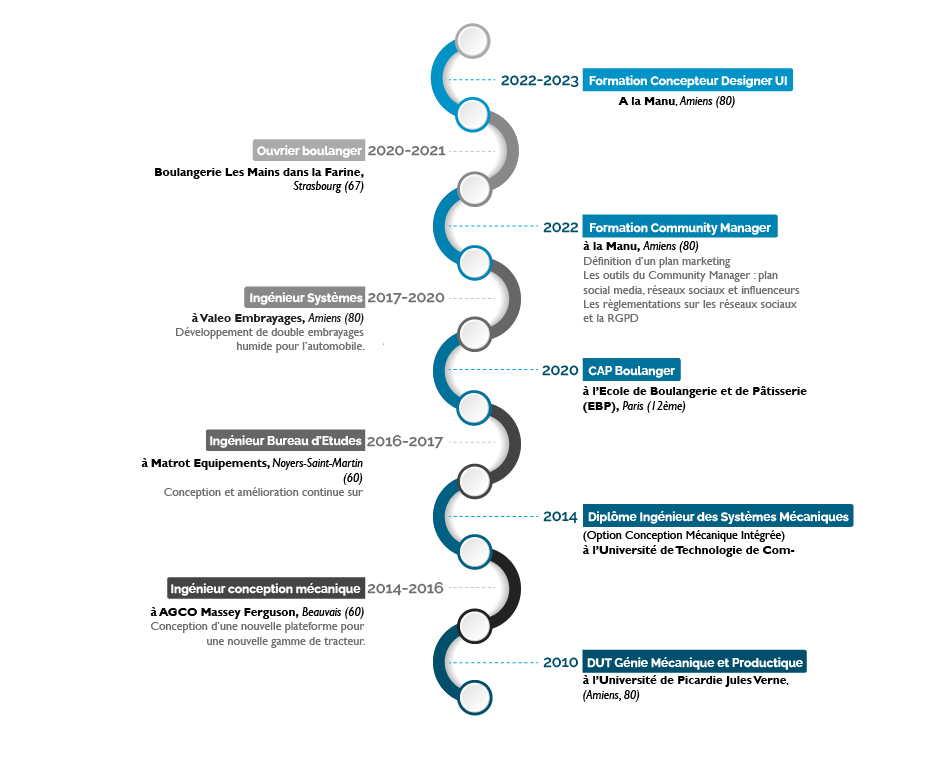 2022-2023 Formation Concepteur Designer UI
A la Manu, Amiens (80)
Ouvrier boulanger 2020-2021
Boulangerie Les Mains dans la Farine,
Strasbourg (67)
2022 Formation Community Manager
à la Manu, Amiens (80)
Définition d'un plan marketing
Les outils du Community Manager : plan
social media, réseaux sociaux et influenceurs
Les règlementations sur les réseaux sociaux
et la RGPD
Ingénieur Systèmes 2017-2020
à Valeo Embrayages, Amiens (80)
Développement de double embrayages
humide pour l'automobile.
2020 CAP Boulanger
à l'Ecole de Boulangerie et de Pâtisserie
(EBP), Paris (12ème)
Ingénieur Bureau d'Etudes 2016-2017
à Matrot Equipements, Noyers-Saint-Martin
(60)
Conception et amélioration continue sur
2014 Diplôme Ingénieur des Systèmes Mécaniques
(Option Conception Mécanique Intégrée)
à l'Université de Technologie de Com-
Ingénieur conception mécanique 2014-2016
à AGCO Massey Ferguson, Beauvais (60)
Conception d'une nouvelle plateforme pour
une nouvelle gamme de tracteur.
2010 DUT Génie Mécanique et Productique
à l'Université de Picardie Jules Verne,
(Amiens, 80)